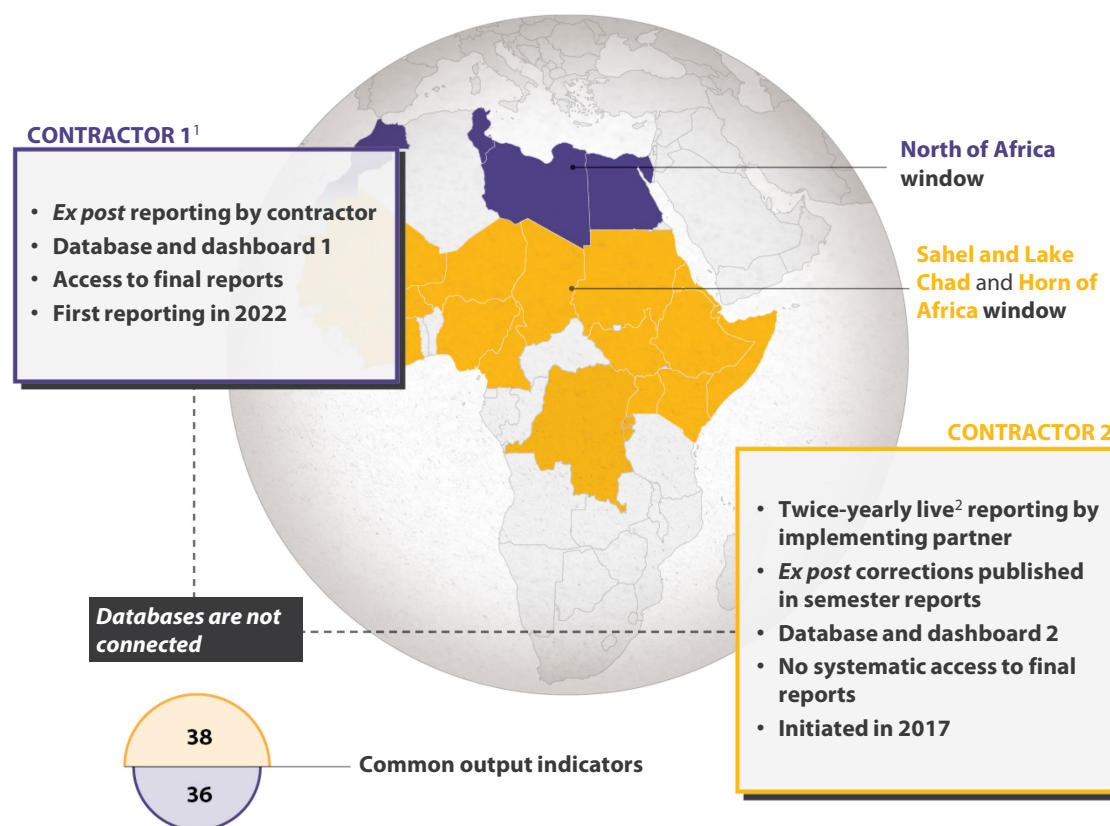 CONTRACTOR 1¹
• Ex post reporting by contractor
• Database and dashboard 1
• Access to final reports
• First reporting in 2022
North of Africa
window
Sahel and Lake
Chad and Horn of
Africa window
CONTRACTOR 2
• Twice-yearly live² reporting by
implementing partner
• Ex post corrections published
in semester reports
• Database and dashboard 2
• No systematic access to final
reports
• Initiated in 2017
Databases are not
connected
38
36
Common output indicators